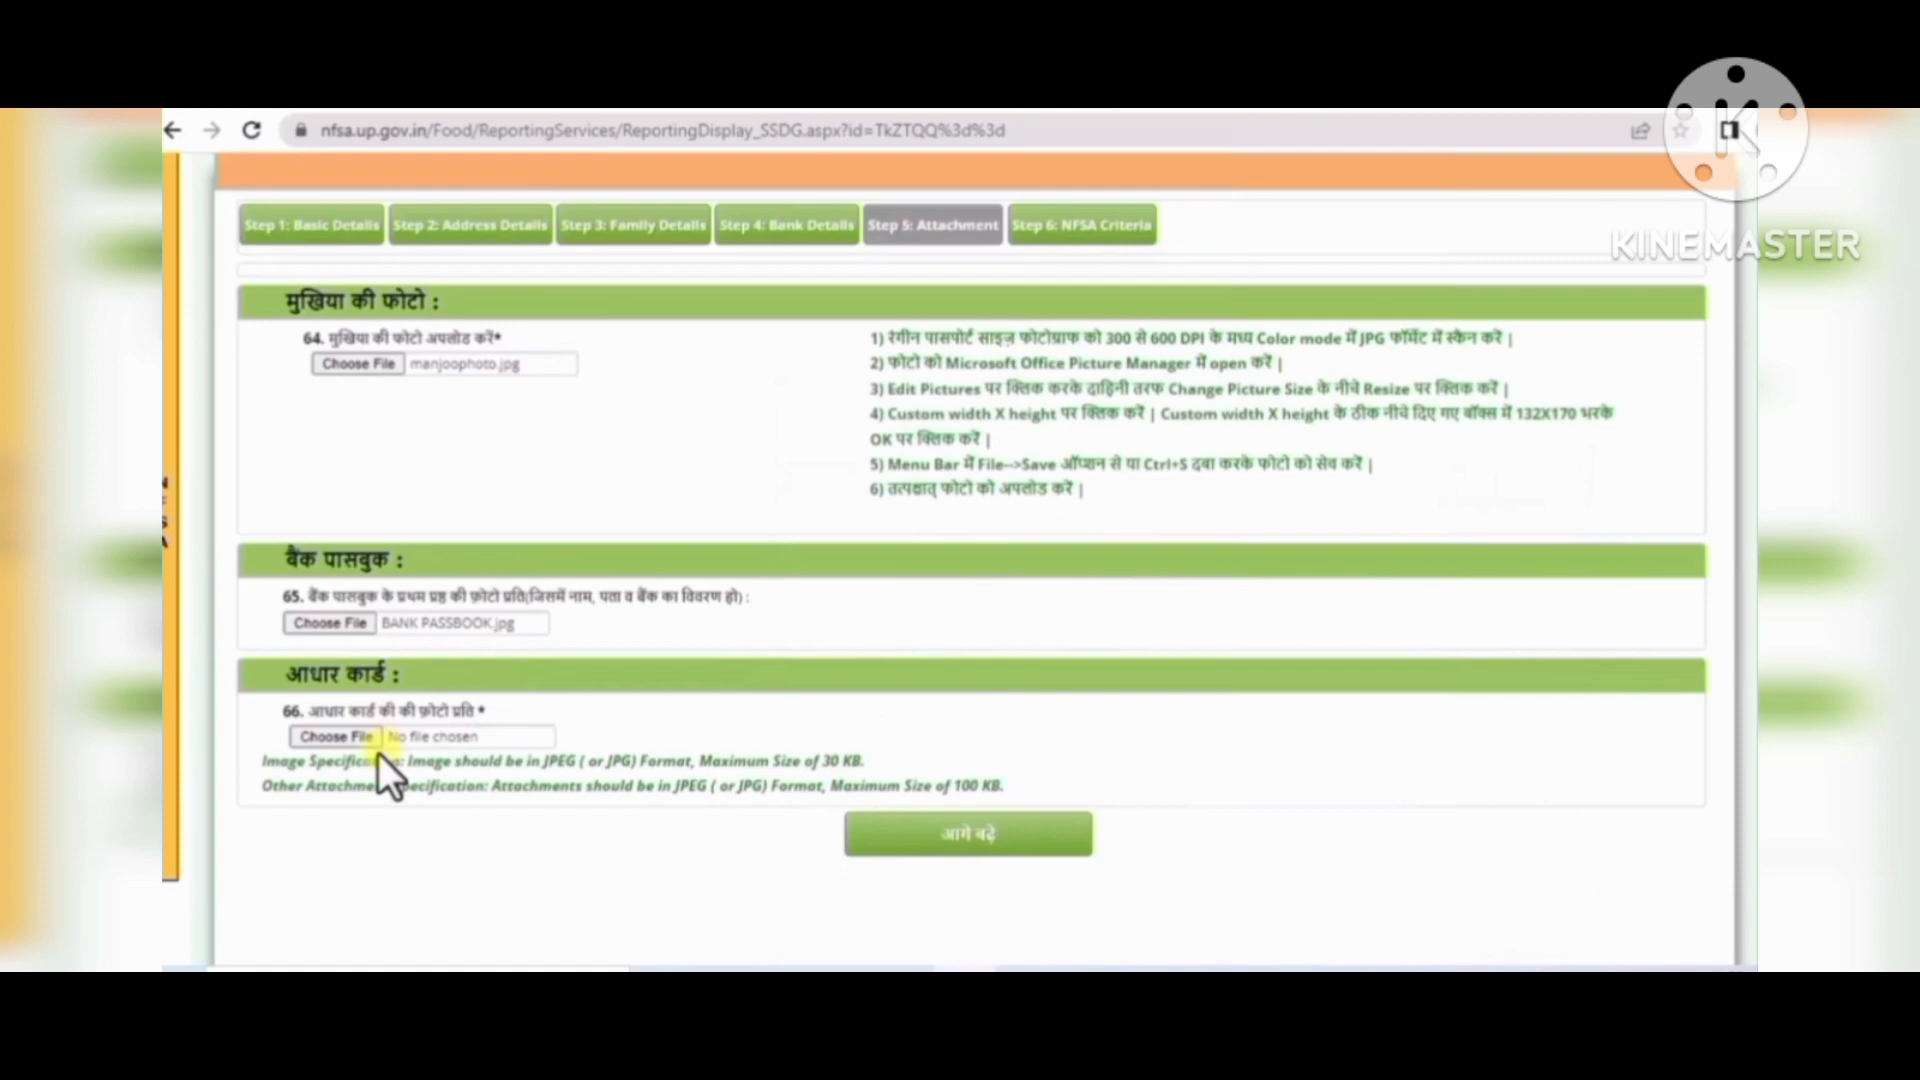 nfsa.up.gov.in/Food/ReportingServices/ReportingDisplay_SSDG.aspx?id=TkZTQQ%3d%3d
KINEMASTER
Step 1: Basic Details Step 2: Address Details Step 3: Family Details Step 4: Bank Details Step 5: Attachment Step 6: NFSA Criteria
मुखिया की फोटो :
64. मुखिया की फोटो अपलोड करें*
Choose File manjoophoto.jpg
1) रंगीन पासपोर्ट साइज़ फोटोग्राफ को 300 से 600 DPI के मध्य Color mode में JPG फॉर्मेट में स्कैन करें |
2) फोटो को Microsoft Office Picture Manager में open करें |
3) Edit Pictures पर क्लिक करके दाहिनी तरफ Change Picture Size के नीचे Resize पर क्लिक करें |
4) Custom width X height पर क्लिक करें | Custom width X height के ठीक नीचे दिए गए बॉक्स में 132X170 भरके
OK पर क्लिक करें |
5) Menu Bar में File-->Save ऑप्शन से या Ctrl+S दबा करके फोटो को सेव करें |
6) तत्पश्चात् फोटो को अपलोड करें |
बैंक पासबुक :
65. बैंक पासबुक के प्रथम प्रष्ठ की फ़ोटो प्रति(जिसमें नाम, पता व बैंक का विवरण हो) :
Choose File BANK PASSBOOK.jpg
आधार कार्ड :
66. आधार कार्ड की की फ़ोटो प्रति *
Choose File No file chosen
Image Image should be in JPEG ( or JPG) Format, Maximum Size of 30 KB.
Other Attachments should be in JPEG ( or JPG) Format, Maximum Size of 100 KB.
आगे बढ़ें